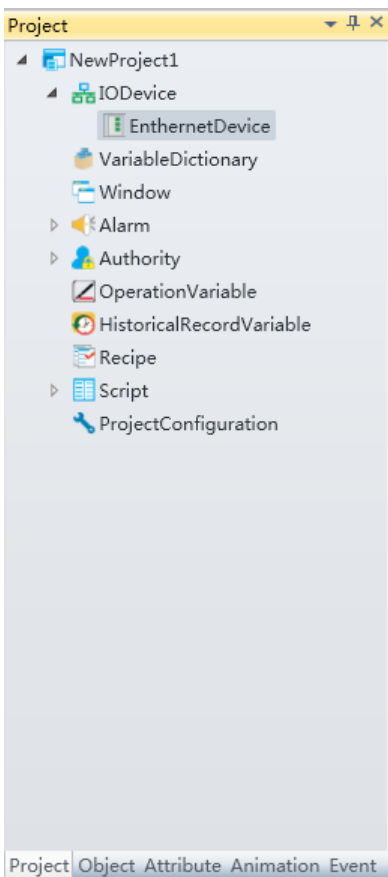 Project
NewProject1
IODevice
EnthernetDevice
VariableDictionary
Window
Alarm
Authority
OperationVariable
HistoricalRecordVariable
Recipe
Script
ProjectConfiguration
Project Object Attribute Animation Event